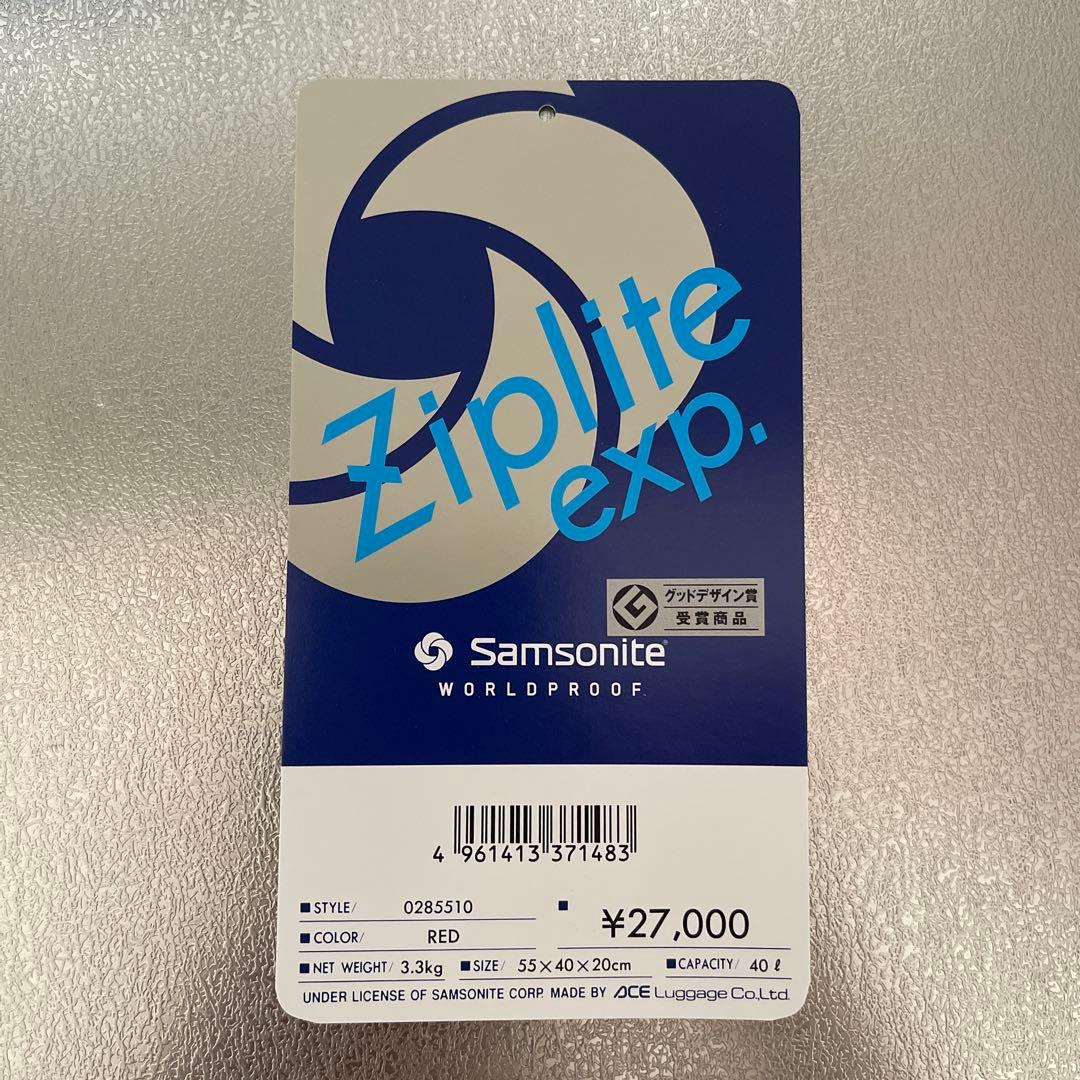 Ziplite
exp.
グッドデザイン賞
受賞商品
Samsonite®
WORLDPROOF
4 961413 371483
■ STYLE/ 0285510
■ COLOR/ RED
■ ¥27,000
■ NET WEIGHT/ 3.3kg ■ SIZE/ 55×40×20cm ■ CAPACITY/ 40 ℓ
UNDER LICENSE OF SAMSONITE CORP. MADE BY ACE Luggage Co.,Ltd.